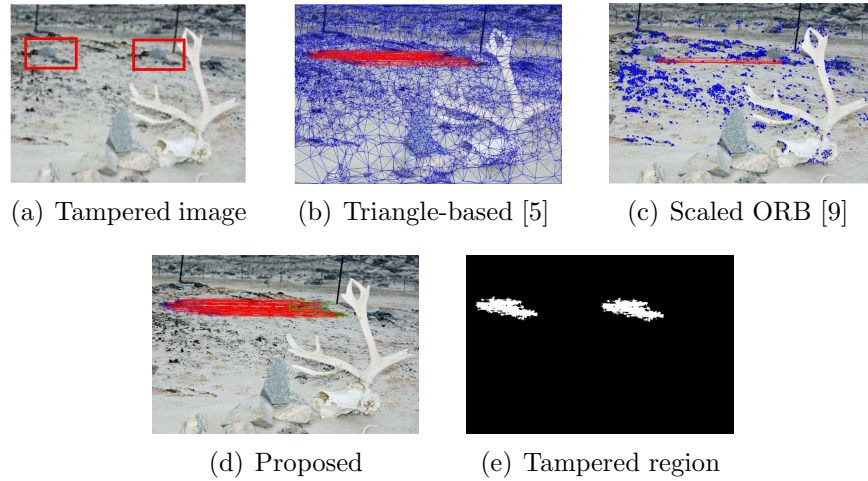 (a) Tampered image
(b) Triangle-based [5]
(c) Scaled ORB [9]
(d) Proposed
(e) Tampered region